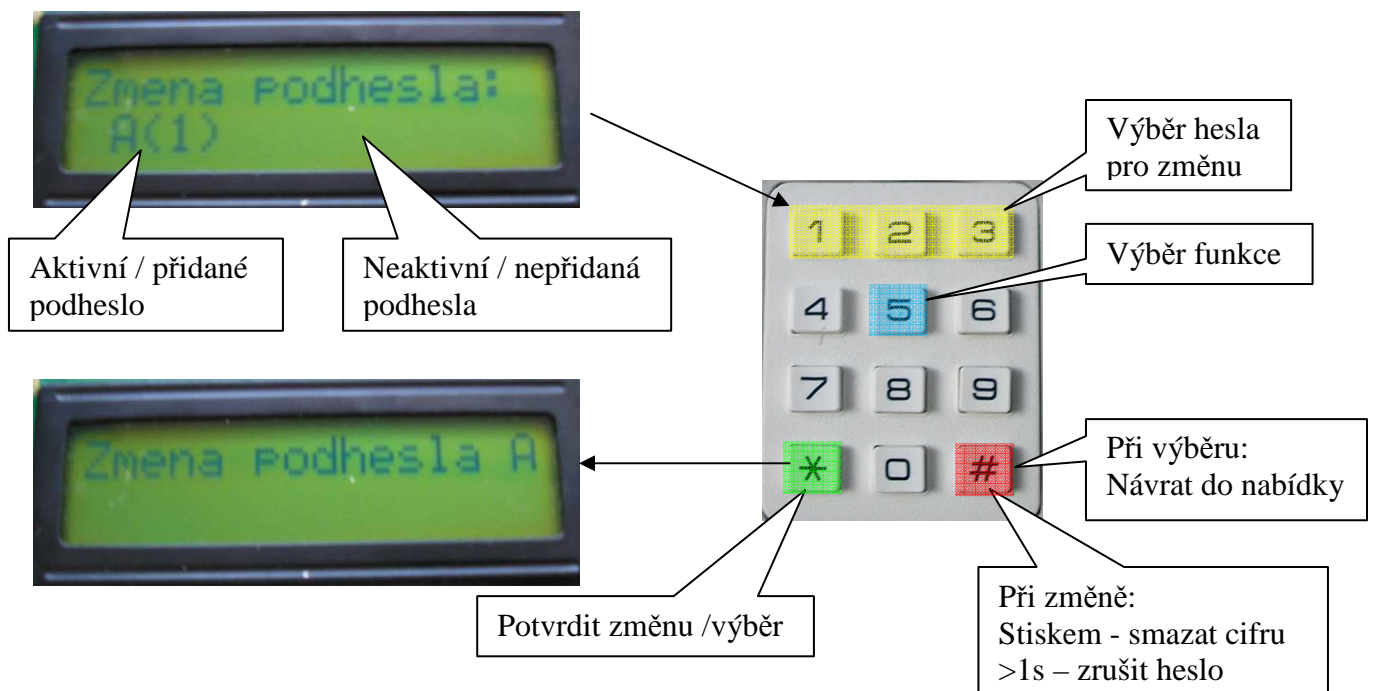 Zmena podhesla:
A(1)
Aktivní / přidané
podheslo
Neaktivní / nepřidaná
podhesla
Výběr hesla
pro změnu
1 2 3
Výběr funkce
4 5 6
7 8 9
* 0 #
Při výběru:
Návrat do nabídky
Zmena podhesla A
Potvrdit změnu /výběr
Při změně:
Stiskem - smazat cifru
>1s – zrušit heslo